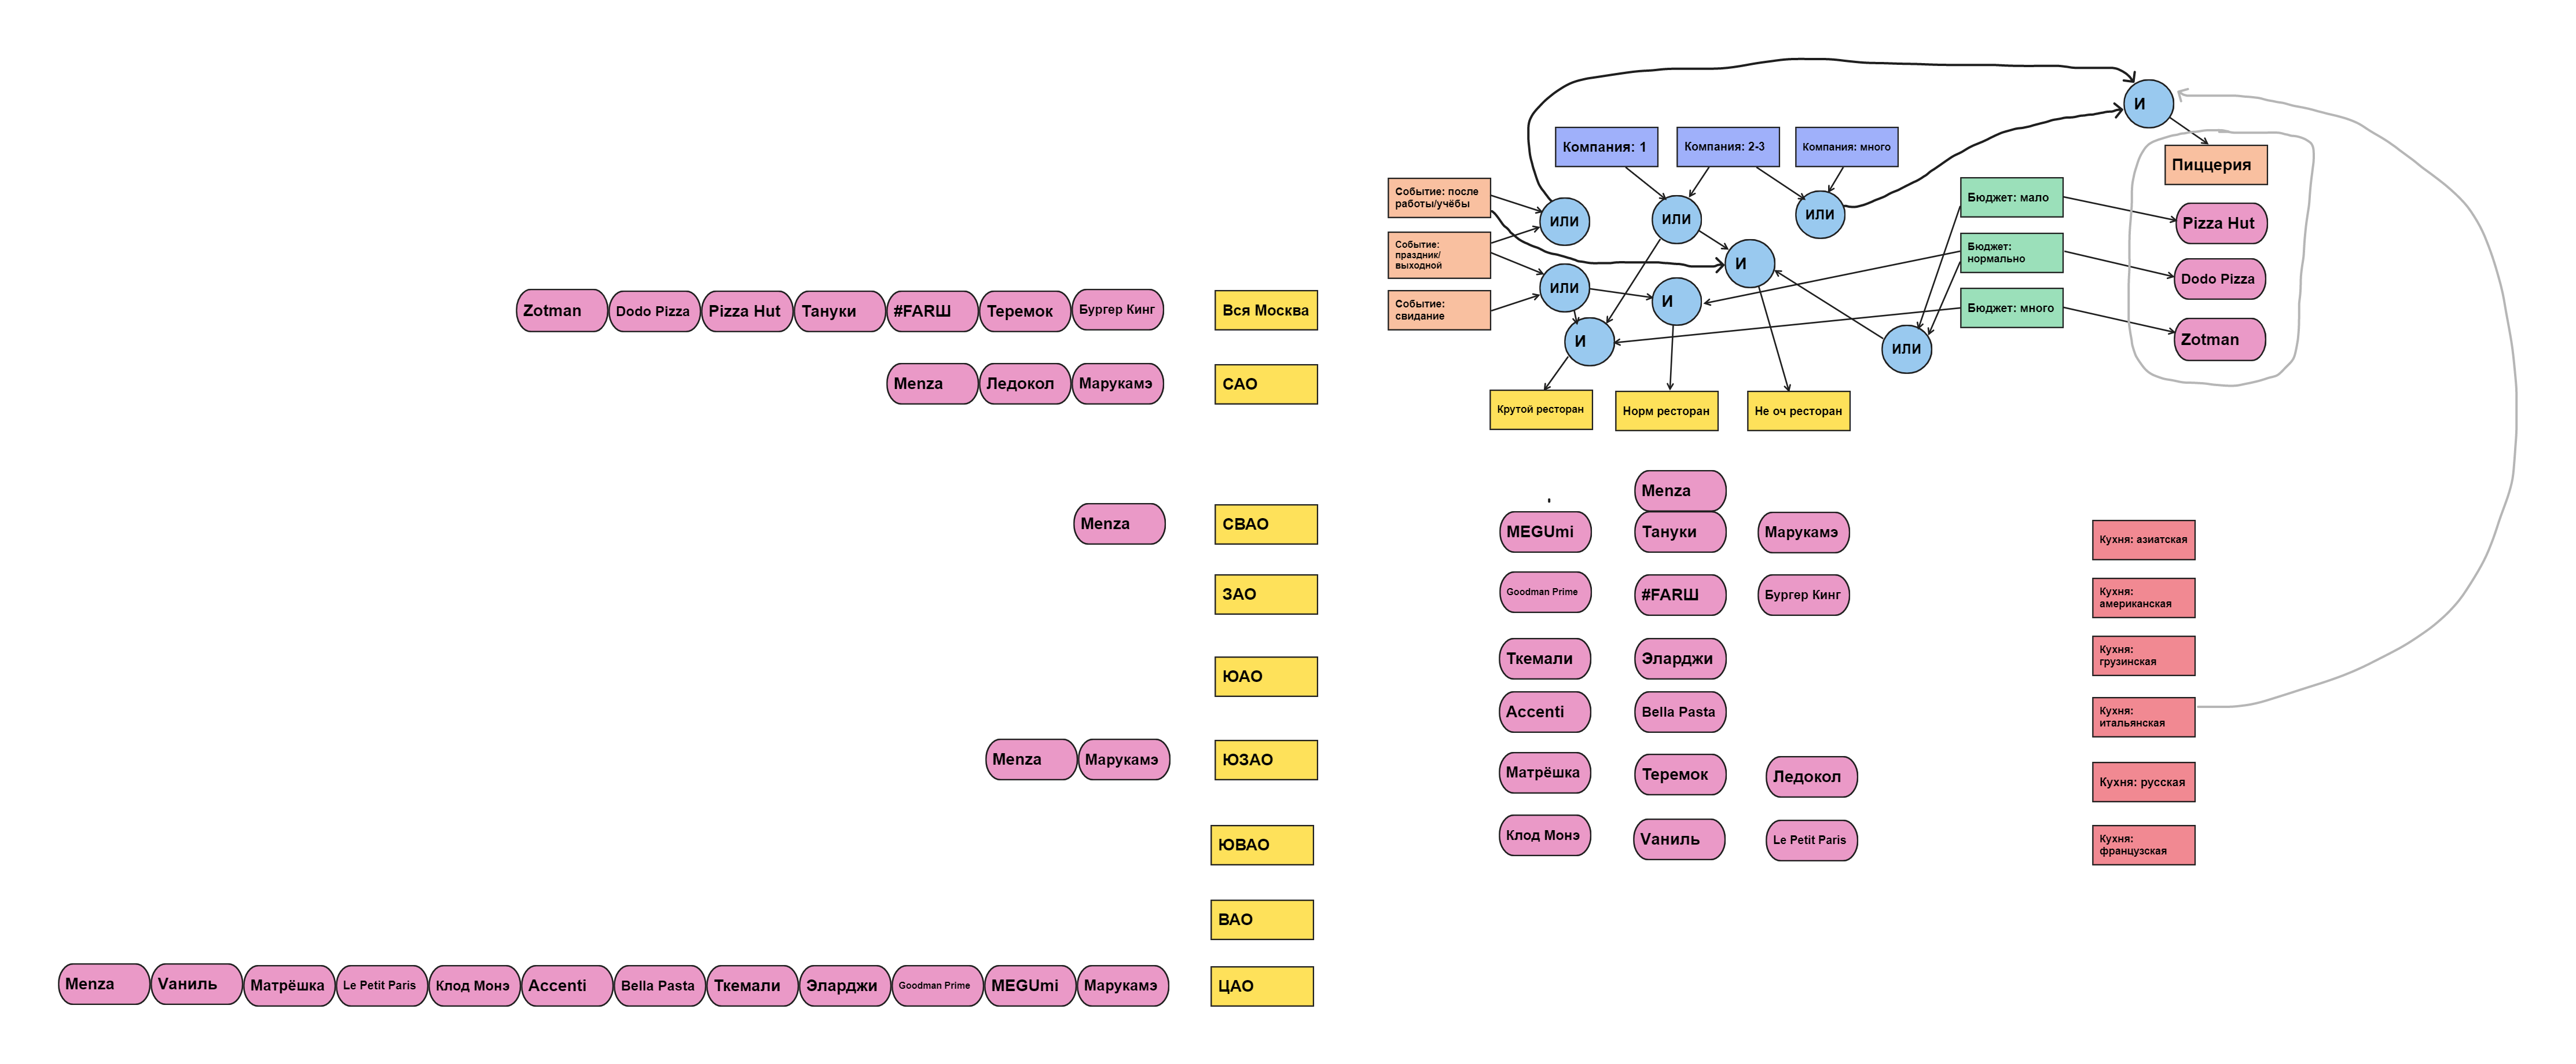 И
Компания: 1
Компания: 2-3
Компания: много
Пиццерия
Событие: после
работы/учёбы
ИЛИ
ИЛИ
ИЛИ
Бюджет: мало
Pizza Hut
Событие:
праздник/
выходной
И
Бюджет:
нормально
Dodo Pizza
Событие:
свидание
ИЛИ
И
Бюджет: много
Zotman
И
ИЛИ
Крутой ресторан
Норм ресторан
Не оч ресторан
Zotman
Dodo Pizza
Pizza Hut
Тануки
#FARШ
Теремок
Бургер Кинг
Вся Москва
Menza
Ледокол
Марукамэ
САО
Menza
СВАО
ЗАО
ЮАО
Menza
Марукамэ
ЮЗАО
ЮВАО
ВАО
Menza
Vаниль
Матрёшка
Le Petit Paris
Клод Монэ
Accenti
Bella Pasta
Ткемали
Эларджи
Goodman Prime
MEGUmi
Марукамэ
ЦАО
Menza
MEGUmi
Тануки
Марукамэ
Кухня: азиатская
Goodman Prime
#FARШ
Бургер Кинг
Кухня:
американская
Ткемали
Эларджи
Кухня:
грузинская
Accenti
Bella Pasta
Кухня:
итальянская
Матрёшка
Теремок
Ледокол
Кухня: русская
Клод Монэ
Vаниль
Le Petit Paris
Кухня:
французская